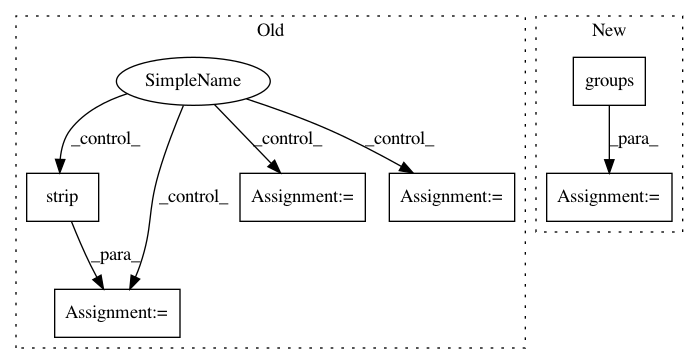 Old
New
SimpleName
groups
_control_
_control_
_control_
_control_
_para_
strip
Assignment:=
Assignment:=
Assignment:=
_para_
Assignment:=